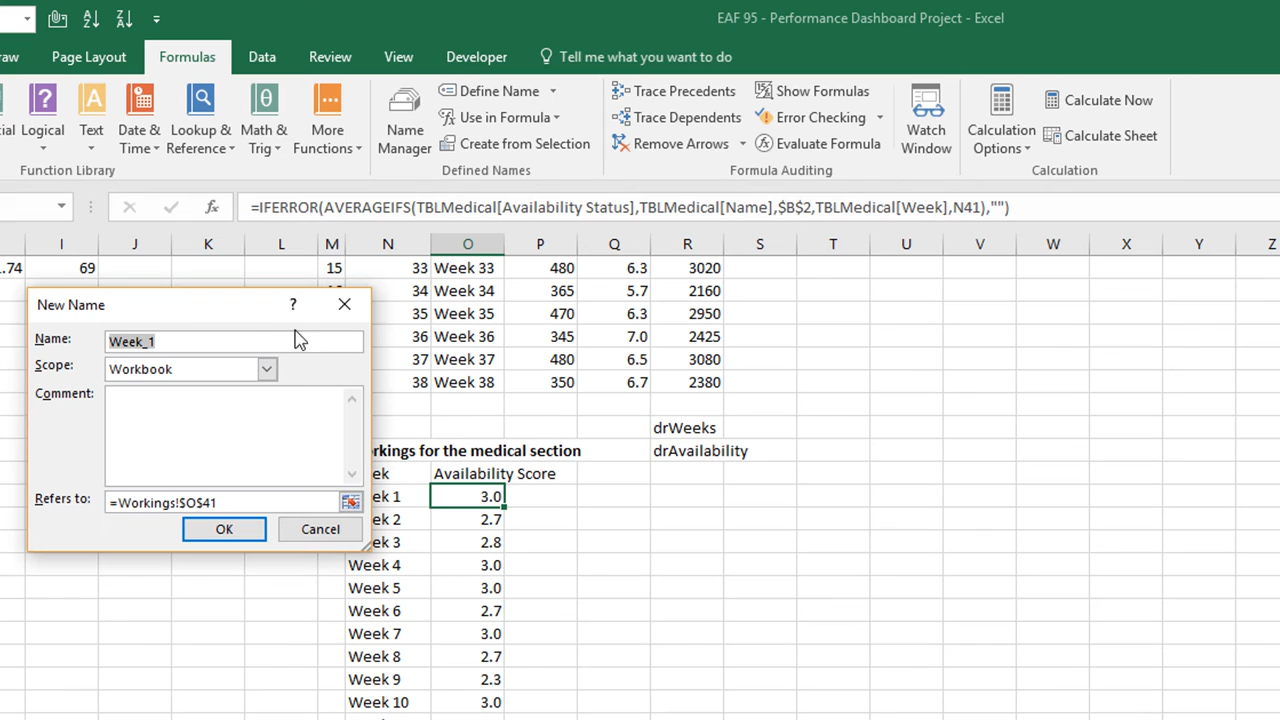 EAF 95 - Performance Dashboard Project - Excel
Page Layout Formulas Data Review View Developer Tell me what you want to do
Logical Text Date & Time Lookup & Reference Math & Trig More Functions
Function Library
Name Manager
Define Name
Use in Formula
Create from Selection
Defined Names
Trace Precedents
Trace Dependents
Remove Arrows
Show Formulas
Error Checking
Evaluate Formula
Formula Auditing
Watch Window
Calculation Options
Calculate Now
Calculate Sheet
Calculation
fx =IFERROR(AVERAGEIFS(TBLMedical[Availability Status],TBLMedical[Name],$B$2,TBLMedical[Week],N41),"")
I J K L M N O P Q R S T U V W X Y Z
1.74 69 15 33 Week 33 480 6.3 3020
34 Week 34 365 5.7 2160
35 Week 35 470 6.3 2950
36 Week 36 345 7.0 2425
37 Week 37 480 6.5 3080
38 Week 38 350 6.7 2380
drWeeks
rkings for the medical section drAvailability
Availability Score
3.0
2.7
2.8
Week 4 3.0
Week 5 3.0
Week 6 2.7
Week 7 3.0
Week 8 2.7
Week 9 2.3
Week 10 3.0
New Name ?
Name: Week_1
Scope: Workbook
Comment:
Refers to: =Workings!$O$41
OK Cancel